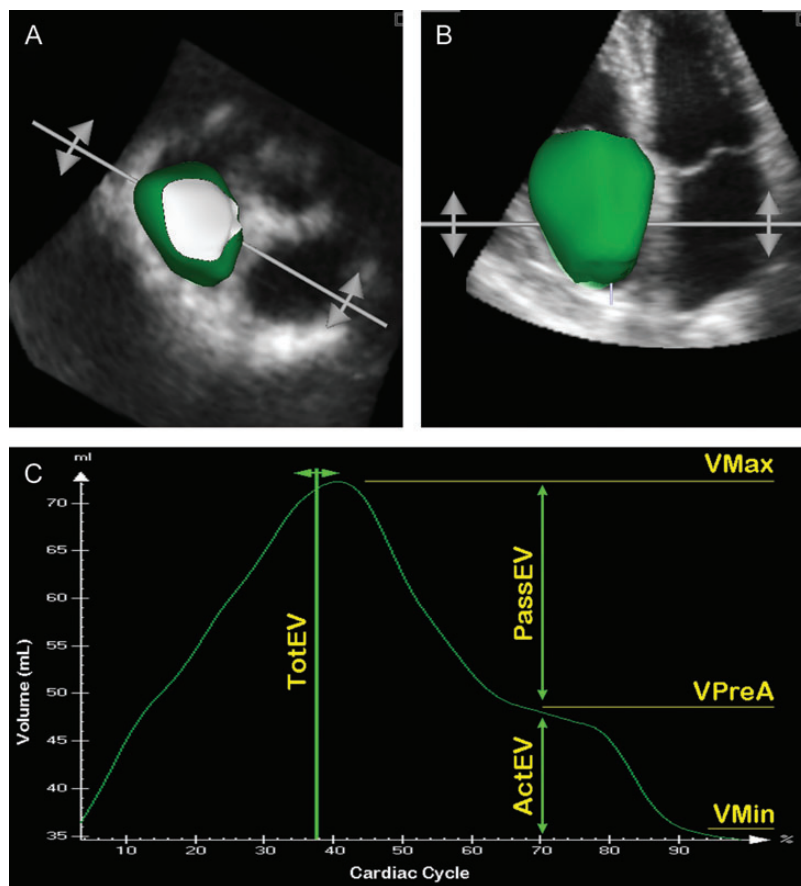 A
B
C
ml
VMax
70
65
60
55
50
45
40
35
Volume (mL)
TotEV
PassEV
VPreA
ActEV
VMin
10 20 30 40 50 60 70 80 90 %
Cardiac Cycle